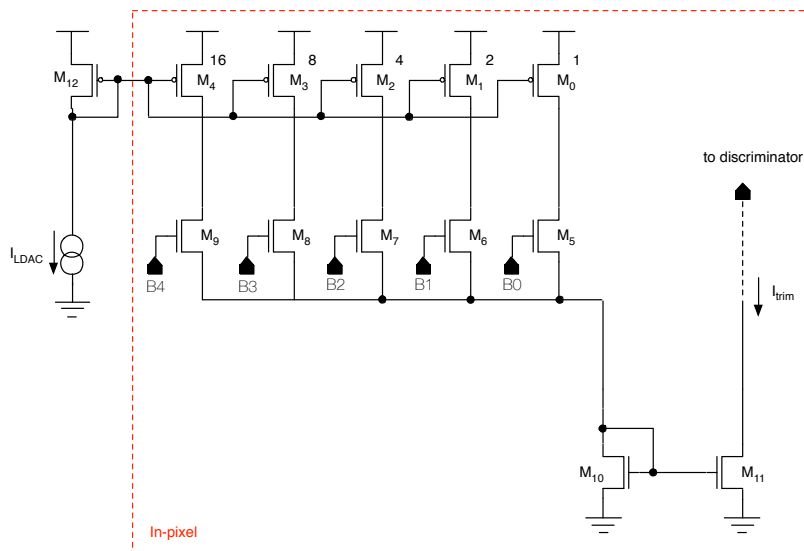 16 8 4 2 1
M12 M4 M3 M2 M1 M0
to discriminator
M9 M8 M7 M6 M5
ILDAC
B4 B3 B2 B1 B0
Itrim
M10 M11
In-pixel